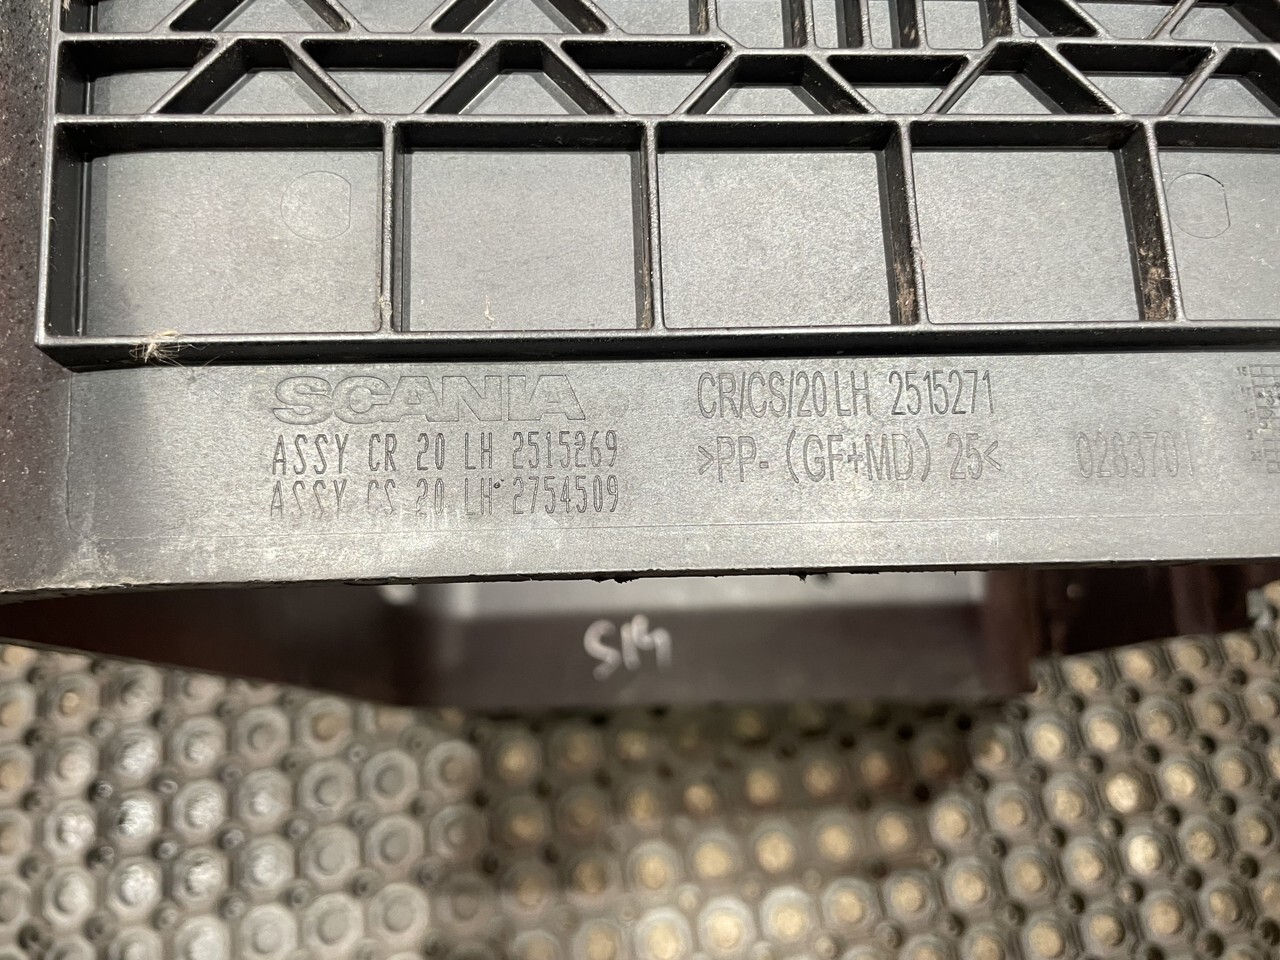 SCANIA
ASSY CR 20 LH 2515269
ASSY CS 20 LH 2754509
CR/CS/20 LH 2515271
>PP-(GF+MD)25<
0283701